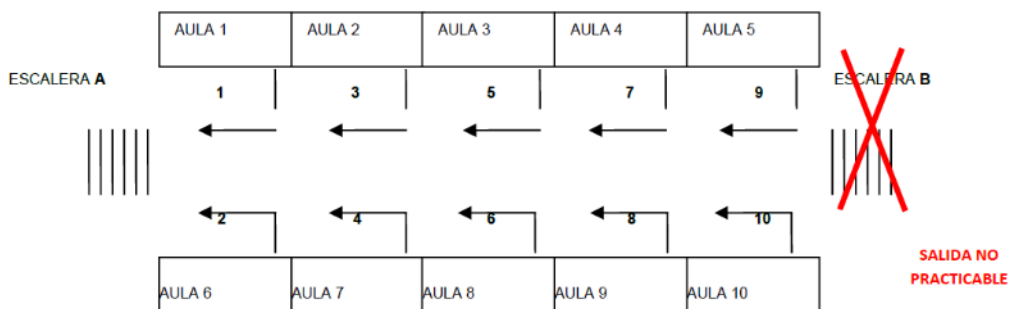 AULA 1 AULA 2 AULA 3 AULA 4 AULA 5
ESCALERA A
ESCALERA B
1 3 5 7 9
2 4 6 8 10
SALIDA NO
PRACTICABLE
AULA 6 AULA 7 AULA 8 AULA 9 AULA 10